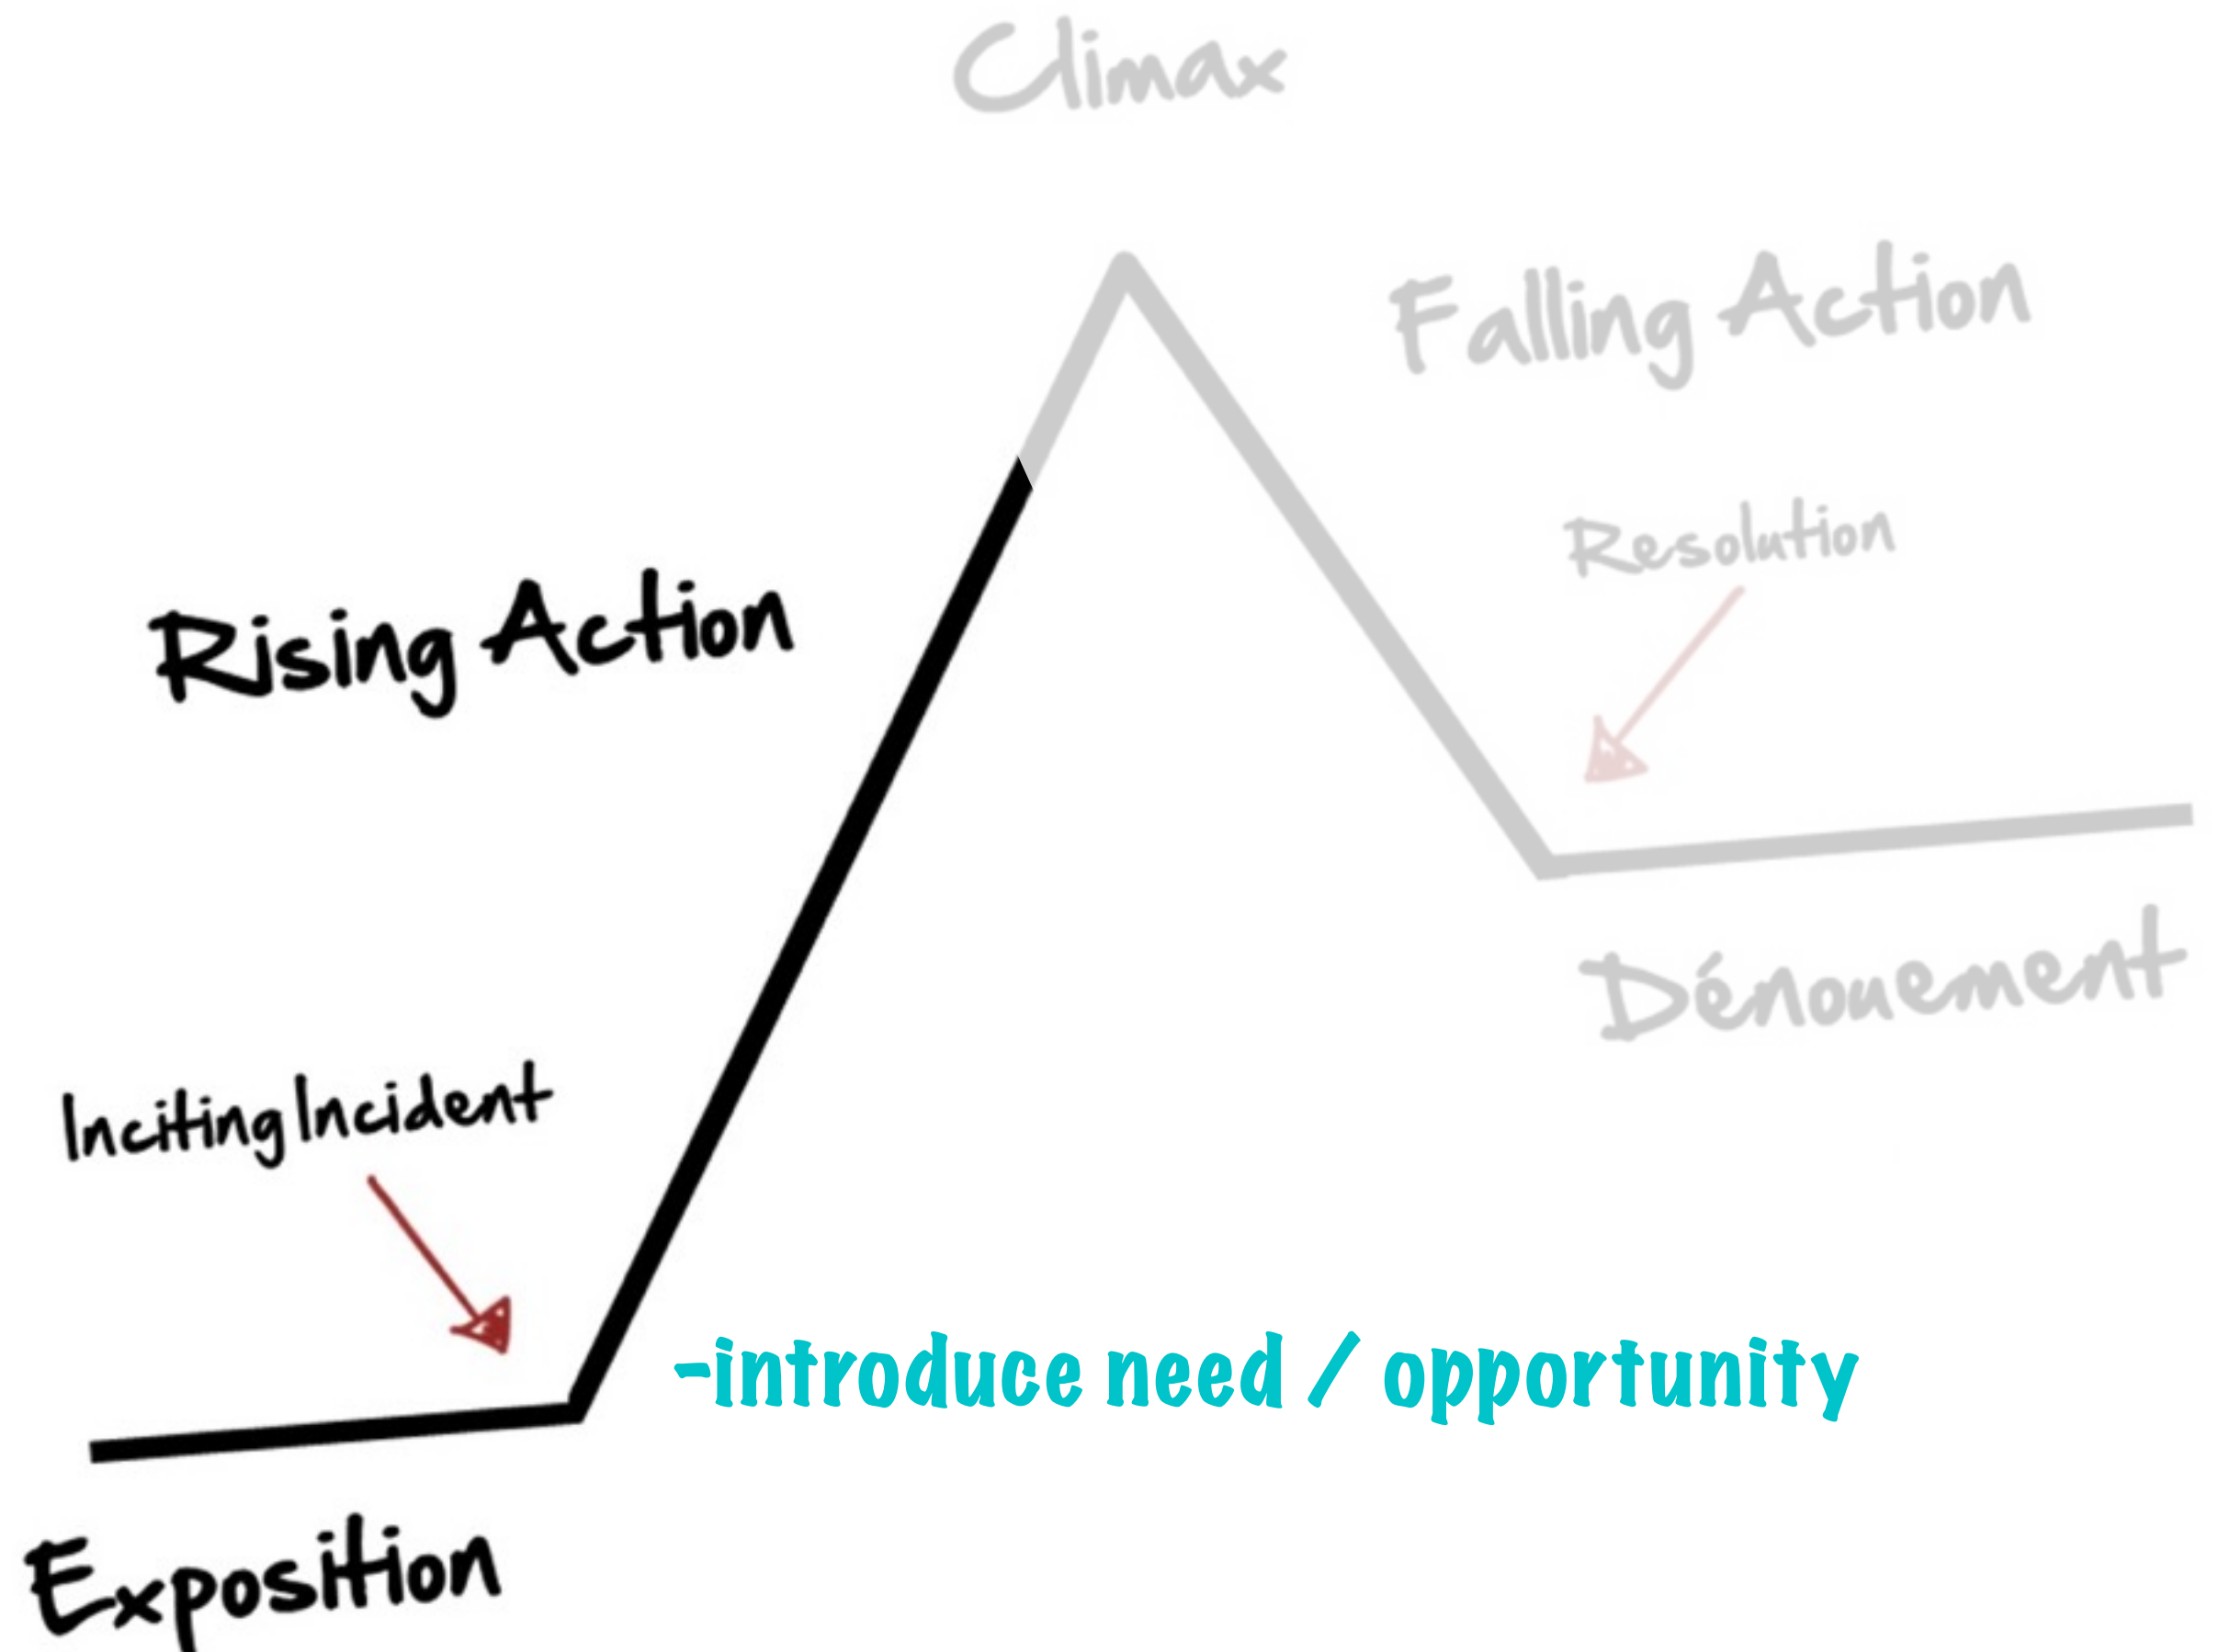 Climax
Falling Action
Resolution
Rising Action
Dénouement
Inciting Incident
-introduce need / opportunity
Exposition